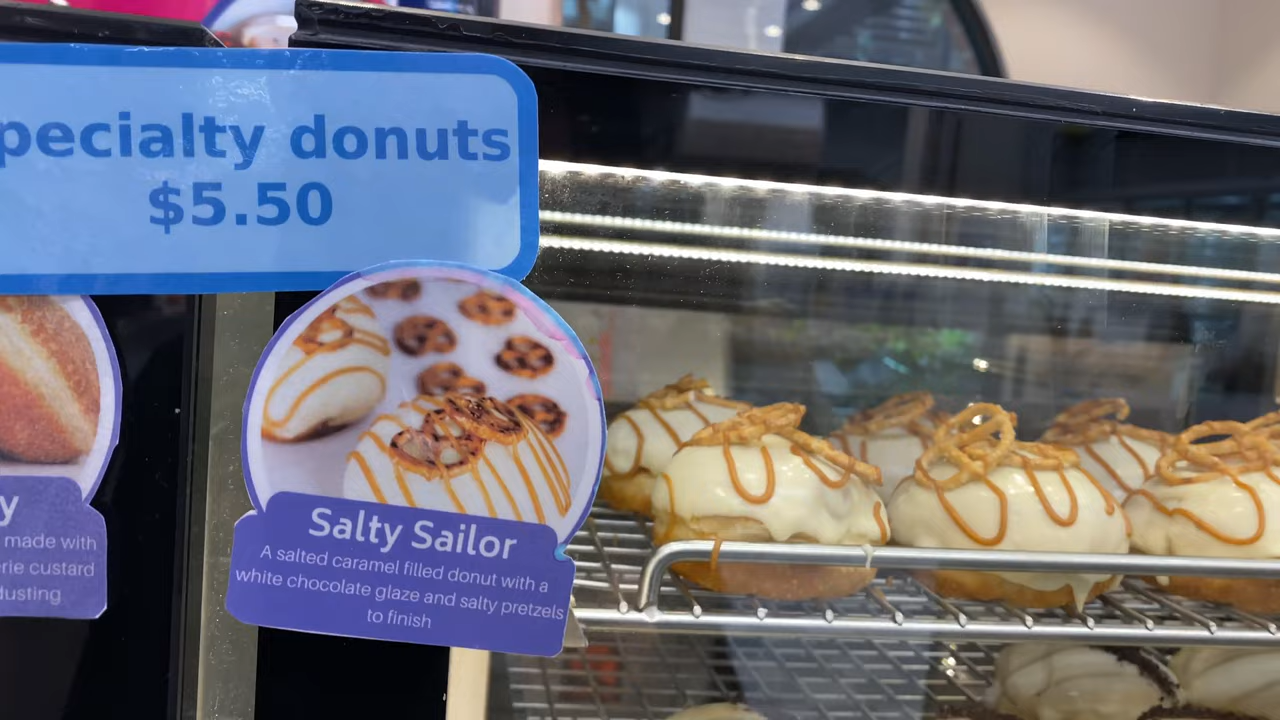 pecialty donuts
$5.50
y
made with
erie custard
dusting
Salty Sailor
A salted caramel filled donut with a
white chocolate glaze and salty pretzels
to finish